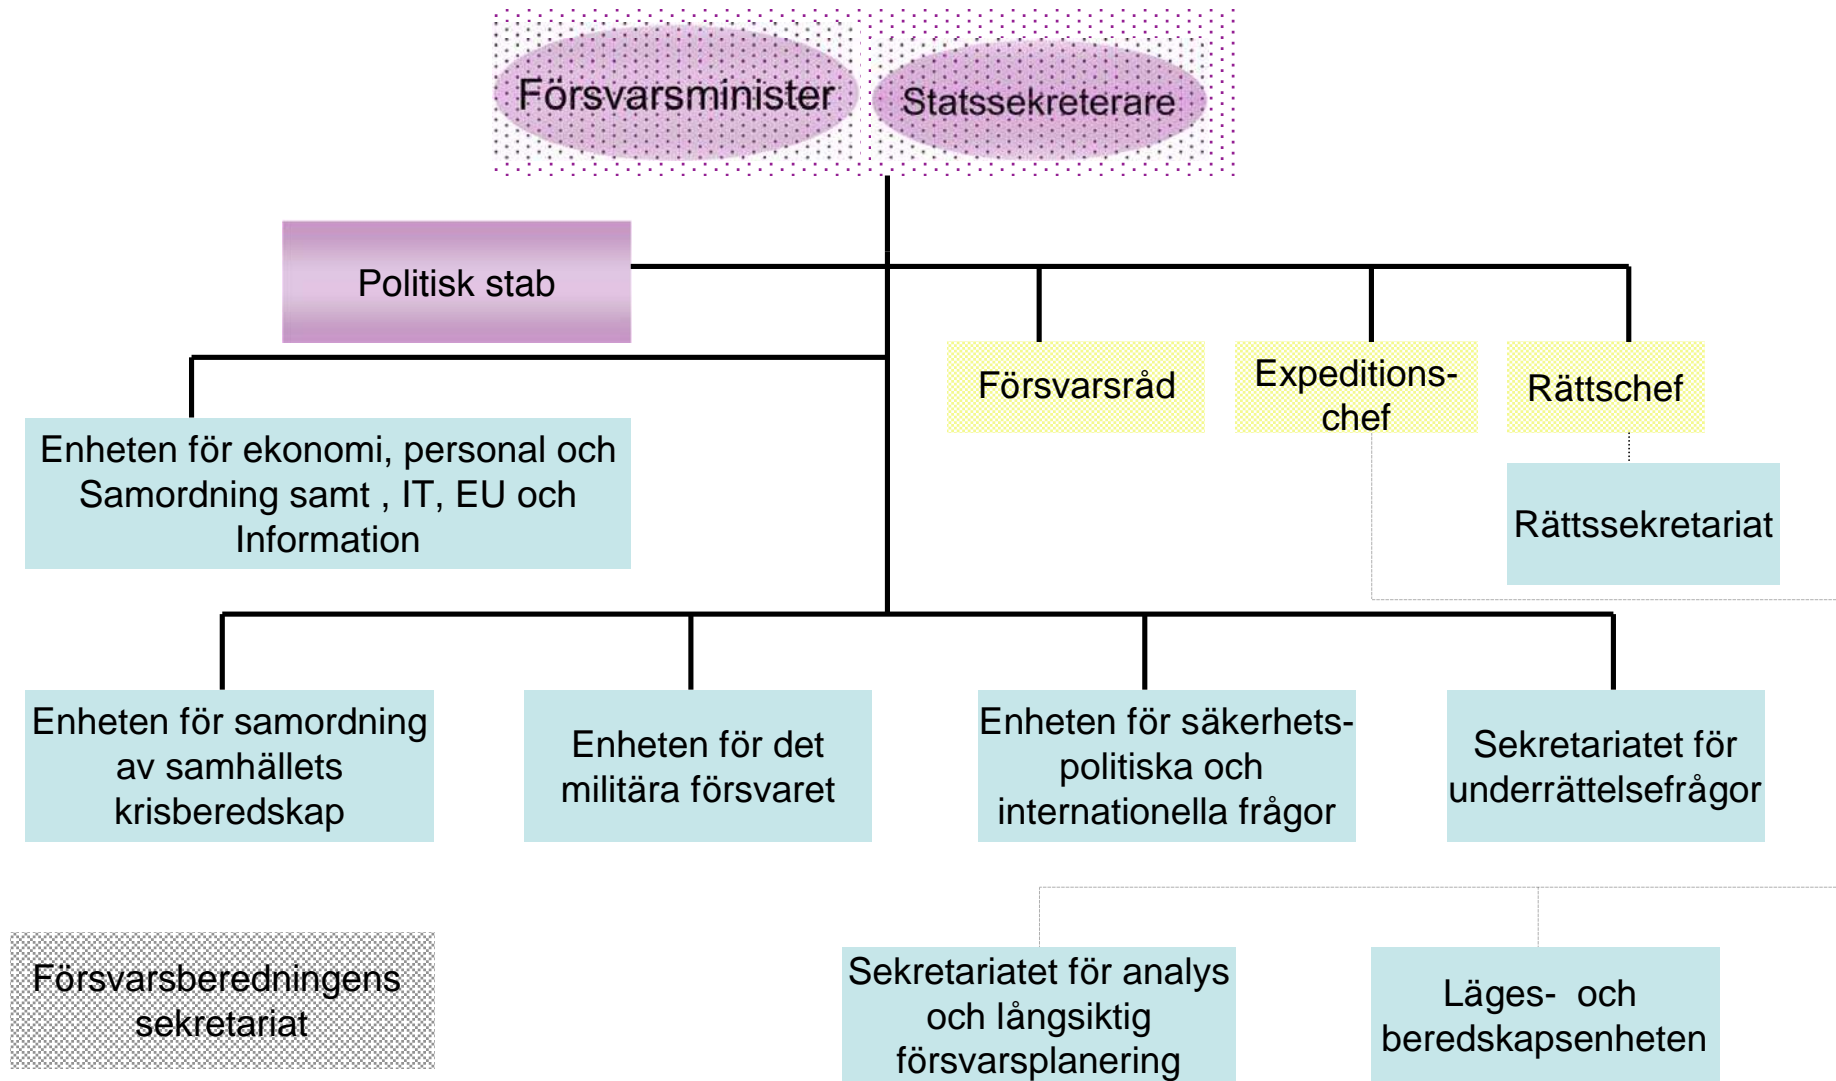 Försvarsminister
Statssekreterare
Politisk stab
Försvarsråd
Expeditions-
chef
Rättschef
Enheten för ekonomi, personal och
Samordning samt , IT, EU och
Information
Rättssekretariat
Enheten för samordning
av samhällets
krisberedskap
Enheten för det
militära försvaret
Enheten för säkerhets-
politiska och
internationella frågor
Sekretariatet för
underrättelsefrågor
Försvarsberedningens
sekretariat
Sekretariatet för analys
och långsiktig
försvarsplanering
Läges- och
beredskapsenheten